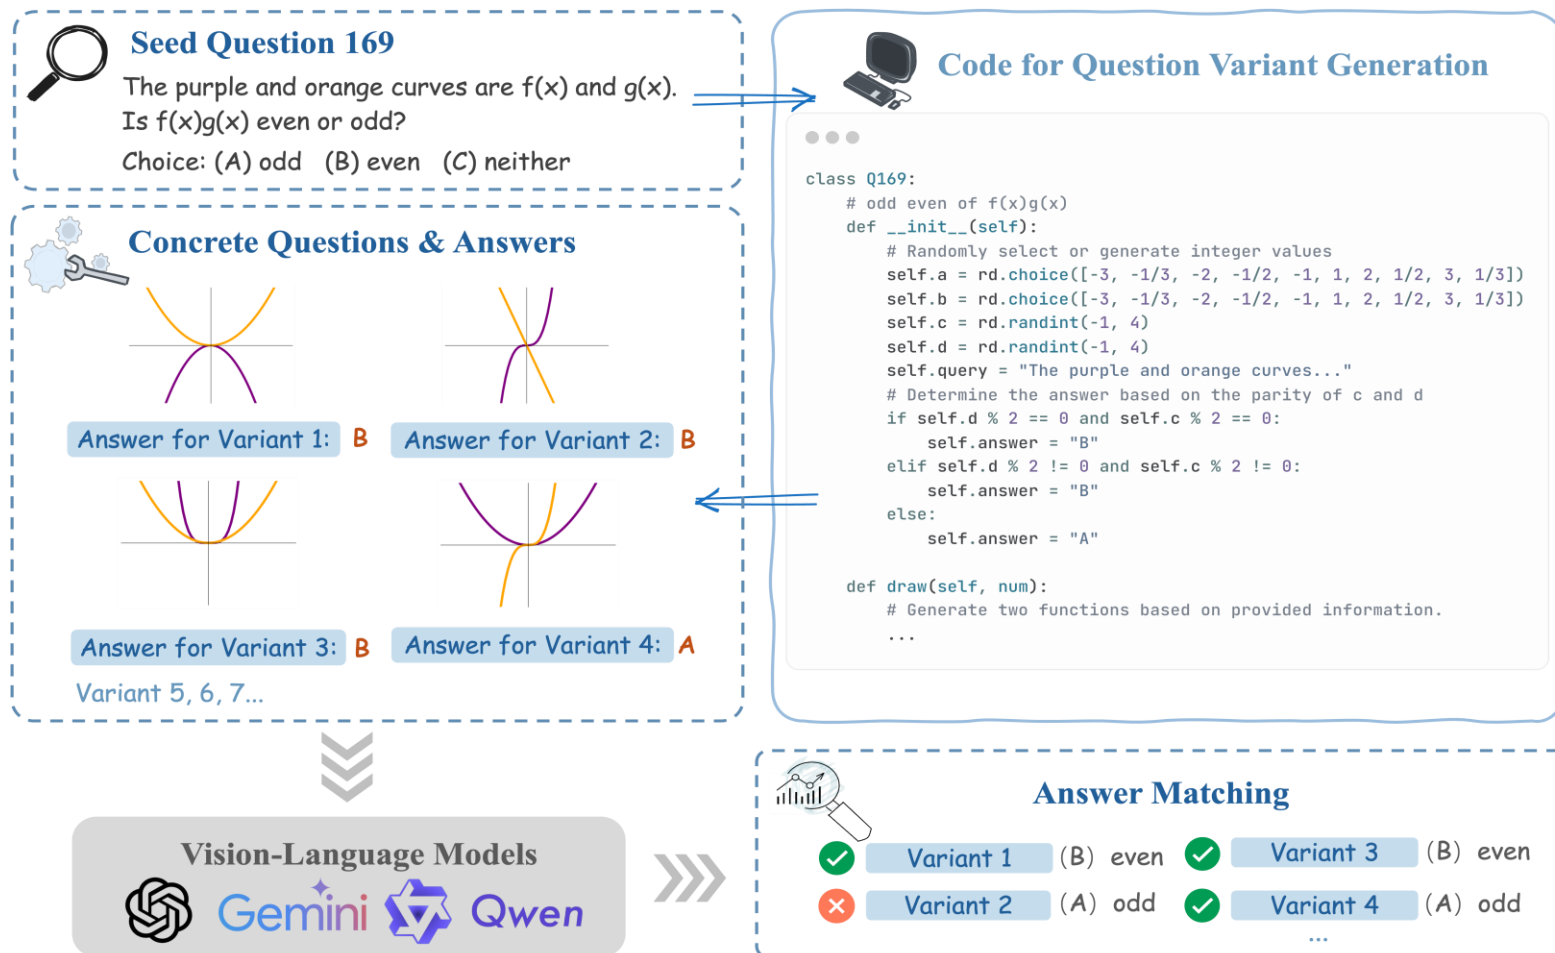 Seed Question 169
The purple and orange curves are f(x) and g(x).
Is f(x)g(x) even or odd?
Choice: (A) odd (B) even (C) neither
Code for Question Variant Generation
class Q169:
# odd even of f(x)g(x)
def __init__(self):
# Randomly select or generate integer values
self.a = rd.choice([-3, -1/3, -2, -1/2, -1, 1, 2, 1/2, 3, 1/3])
self.b = rd.choice([-3, -1/3, -2, -1/2, -1, 1, 2, 1/2, 3, 1/3])
self.c = rd.randint(-1, 4)
self.d = rd.randint(-1, 4)
self.query = "The purple and orange curves..."
# Determine the answer based on the parity of c and d
if self.d % 2 == 0 and self.c % 2 == 0:
self.answer = "B"
elif self.d % 2 != 0 and self.c % 2 != 0:
self.answer = "B"
else:
self.answer = "A"
def draw(self, num):
# Generate two functions based on provided information.
...
Concrete Questions & Answers
Answer for Variant 1: B
Answer for Variant 2: B
Answer for Variant 3: B
Answer for Variant 4: A
Variant 5, 6, 7...
Vision-Language Models
Gemini Qwen
Answer Matching
Variant 1 (B) even
Variant 3 (B) even
Variant 2 (A) odd
Variant 4 (A) odd
...